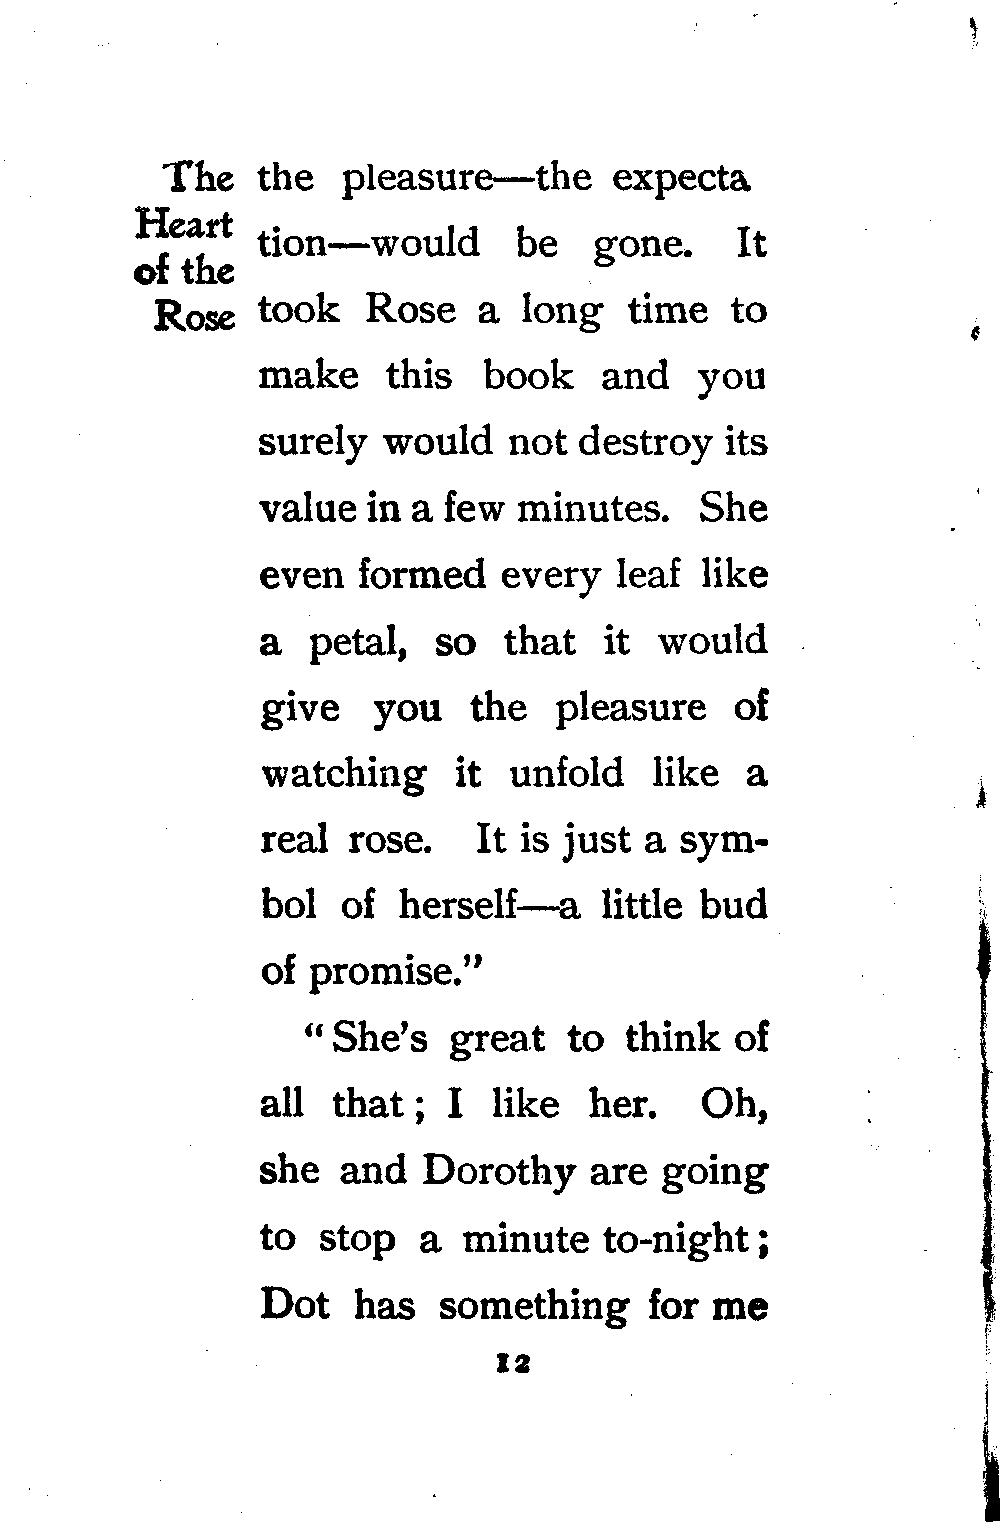 The
Heart
of the
Rose
the pleasure—the expecta
tion—would be gone. It
took Rose a long time to
make this book and you
surely would not destroy its
value in a few minutes. She
even formed every leaf like
a petal, so that it would
give you the pleasure of
watching it unfold like a
real rose. It is just a sym-
bol of herself—a little bud
of promise."
"She's great to think of
all that; I like her. Oh,
she and Dorothy are going
to stop a minute to-night;
Dot has something for me
12